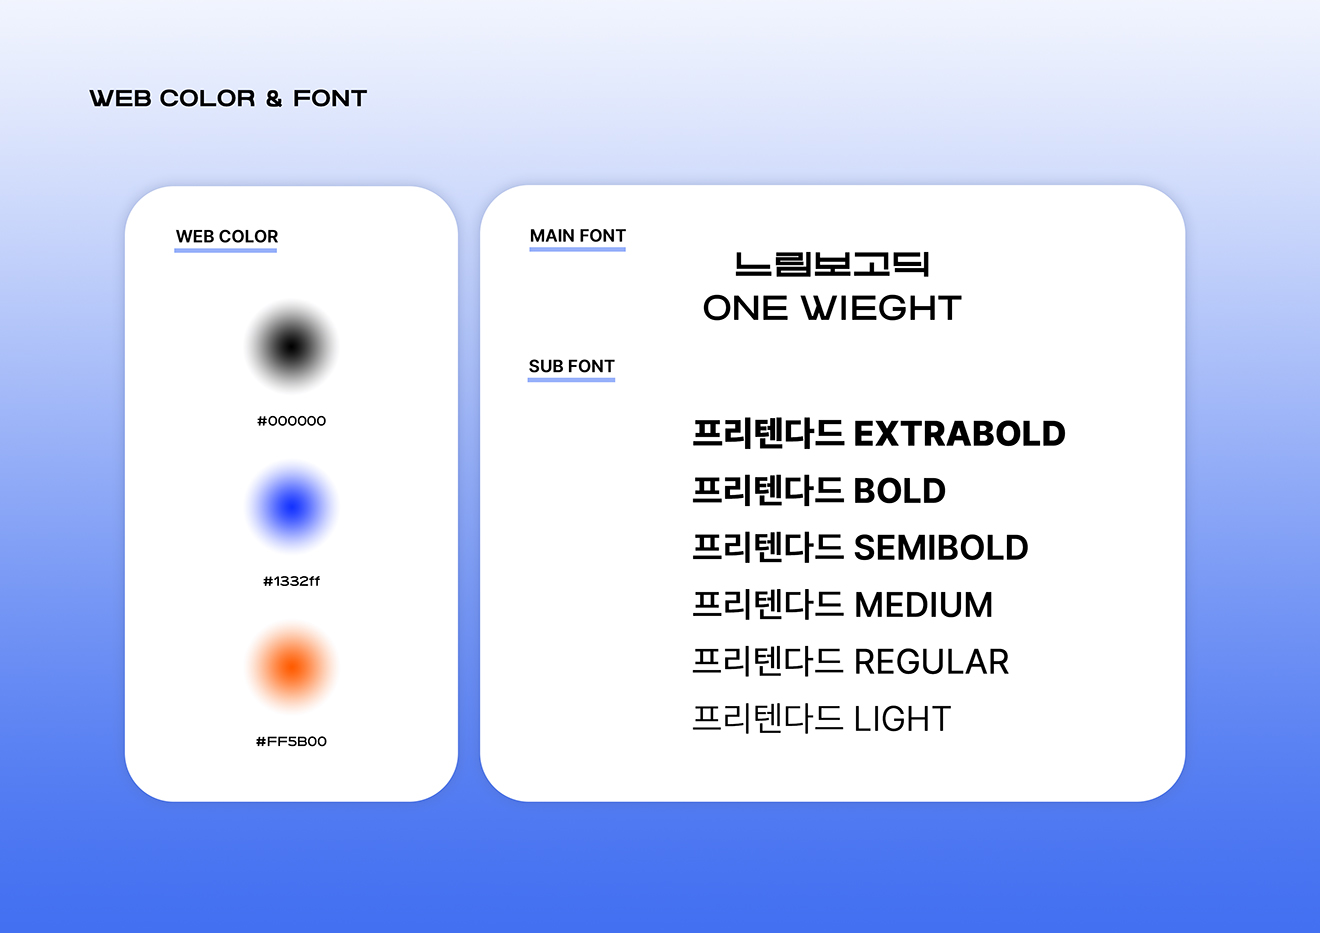 WEB COLOR & FONT
WEB COLOR
#000000
#1332ff
#FF5B00
MAIN FONT
느림보고딕
ONE WIEGHT
SUB FONT
프리텐다드 EXTRABOLD
프리텐다드 BOLD
프리텐다드 SEMIBOLD
프리텐다드 MEDIUM
프리텐다드 REGULAR
프리텐다드 LIGHT